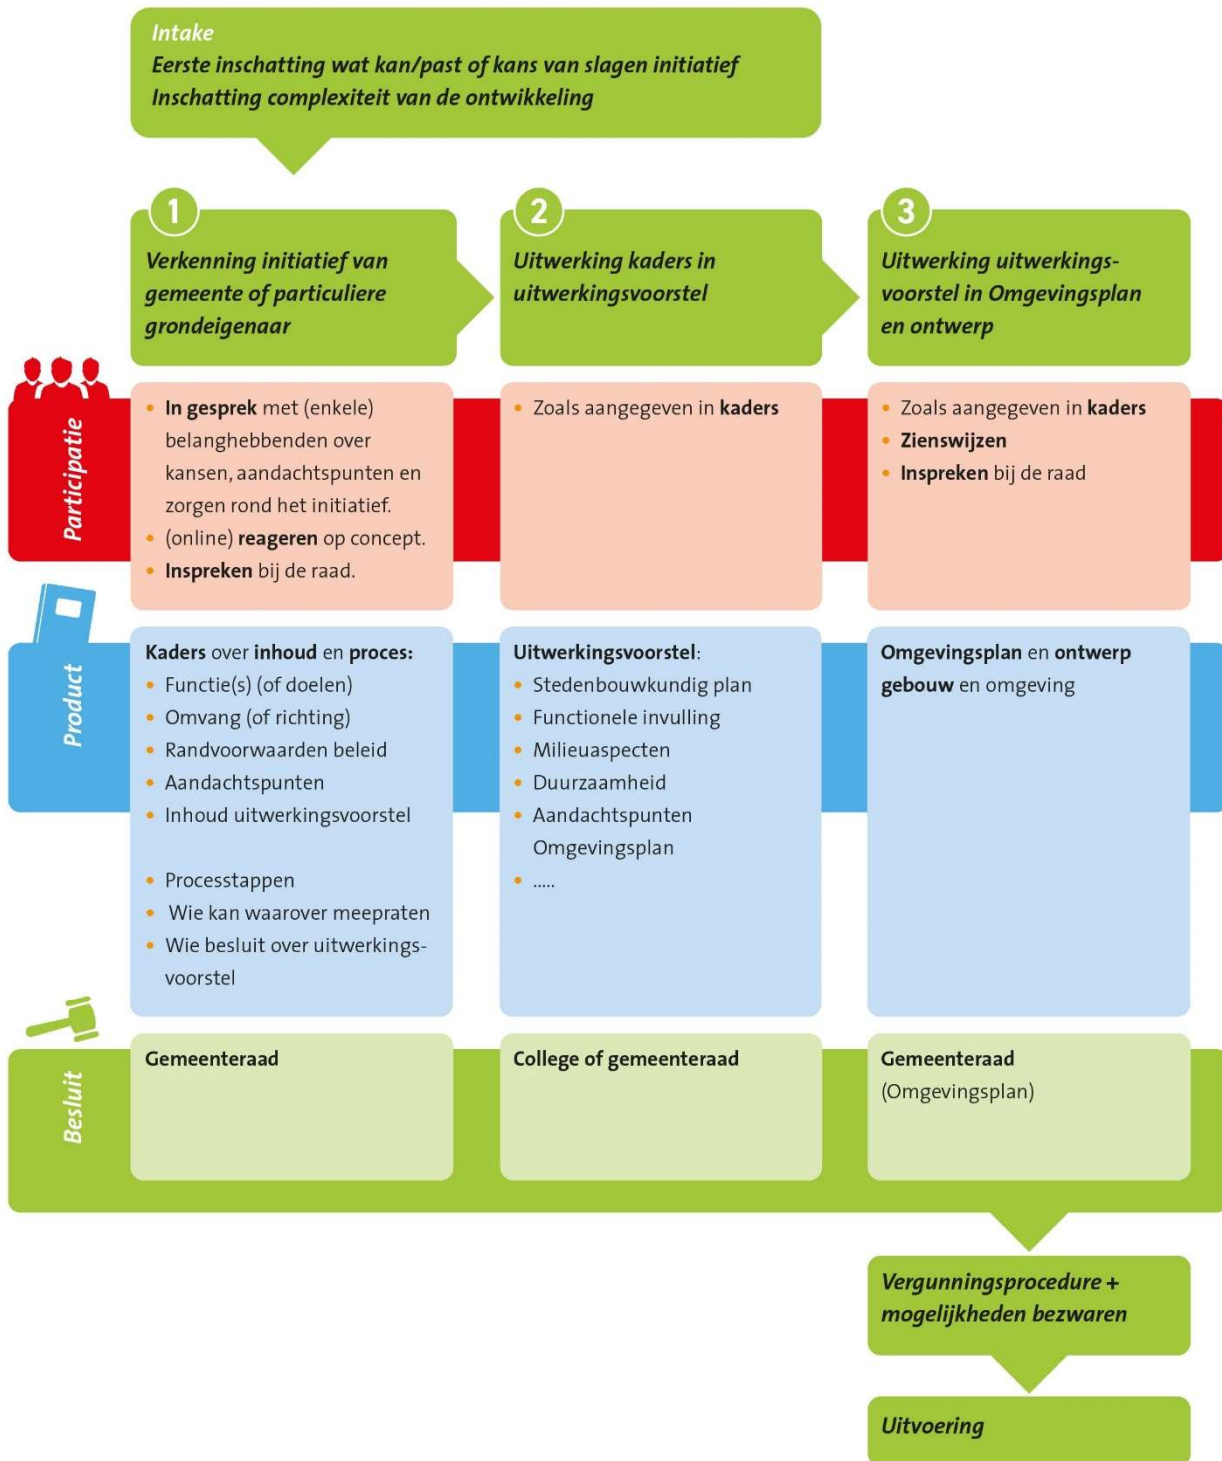 Intake
Eerste inschatting wat kan/past of kans van slagen initiatief
Inschatting complexiteit van de ontwikkeling
1
Verkenning initiatief van
gemeente of particuliere
grondeigenaar
2
Uitwerking kaders in
uitwerkingsvoorstel
3
Uitwerking uitwerkings-
voorstel in Omgevingsplan
en ontwerp
Participatie
• In gesprek met (enkele)
belanghebbenden over
kansen, aandachtspunten en
zorgen rond het initiatief.
• (online) reageren op concept.
• Inspreken bij de raad.
• Zoals aangegeven in kaders
• Zoals aangegeven in kaders
• Zienswijzen
• Inspreken bij de raad
Product
Kaders over inhoud en proces:
• Functie(s) (of doelen)
• Omvang (of richting)
• Randvoorwaarden beleid
• Aandachtspunten
• Inhoud uitwerkingsvoorstel
• Processtappen
• Wie kan waarover meepraten
• Wie besluit over uitwerkings-
voorstel
Uitwerkingsvoorstel:
• Stedenbouwkundig plan
• Functionele invulling
• Milieuaspecten
• Duurzaamheid
• Aandachtspunten
Omgevingsplan
• .....
Omgevingsplan en ontwerp
gebouw en omgeving
Besluit
Gemeenteraad
College of gemeenteraad
Gemeenteraad
(Omgevingsplan)
Vergunningsprocedure +
mogelijkheden bezwaren
Uitvoering